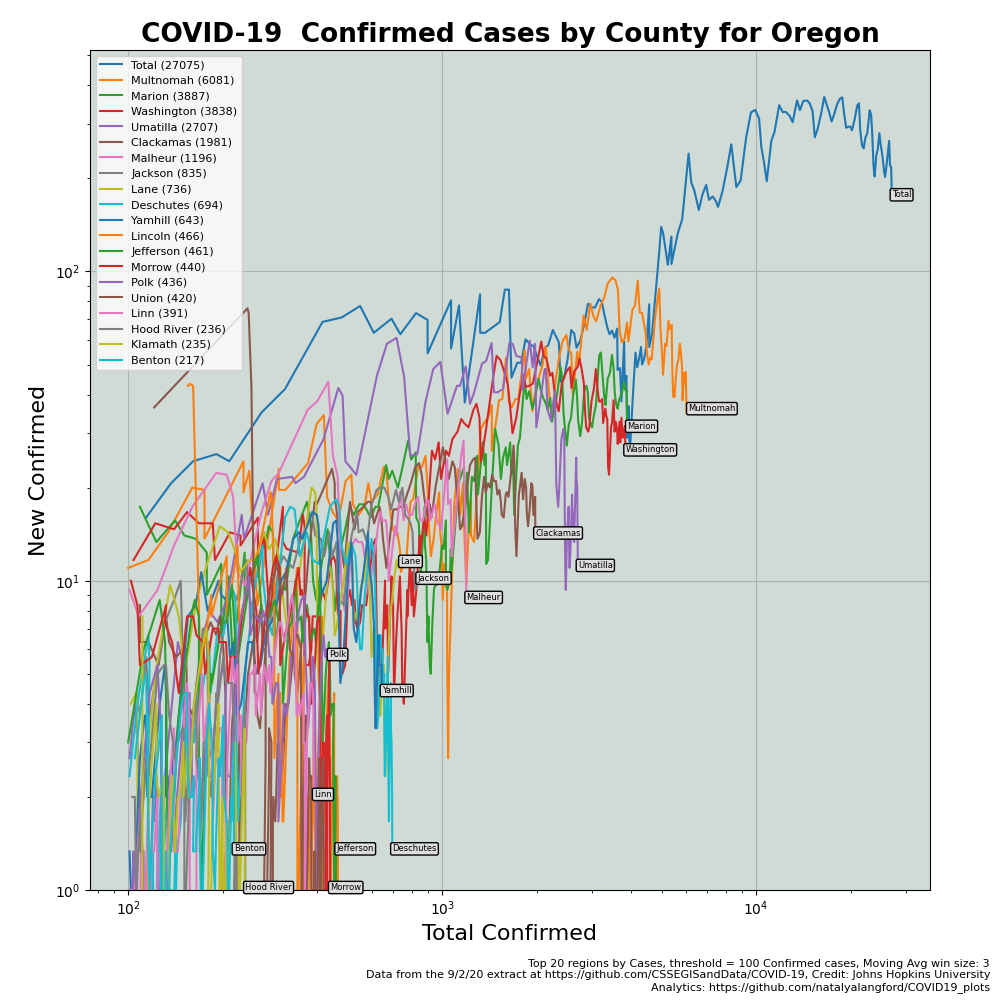 COVID-19  Confirmed Cases by County for Oregon
Total (27075)
Multnomah (6081)
Marion (3887)
Washington (3838)
Umatilla (2707)
Clackamas (1981)
Malheur (1196)
Jackson (835)
Lane (736)
Deschutes (694)
Yamhill (643)
Lincoln (466)
Jefferson (461)
Morrow (440)
Polk (436)
Union (420)
Linn (391)
Hood River (236)
Klamath (235)
Benton (217)
Total
Multnomah
Marion
Washington
Clackamas
Umatilla
Lane
Jackson
Malheur
Polk
Yamhill
Linn
Benton
Jefferson
Deschutes
Hood River
Morrow
New Confirmed
10²
10¹
10⁰
10²
10³
10⁴
Total Confirmed
Top 20 regions by Cases, threshold = 100 Confirmed cases, Moving Avg win size: 3
Data from the 9/2/20 extract at https://github.com/CSSEGISandData/COVID-19, Credit: Johns Hopkins University
Analytics: https://github.com/natalyalangford/COVID19_plots